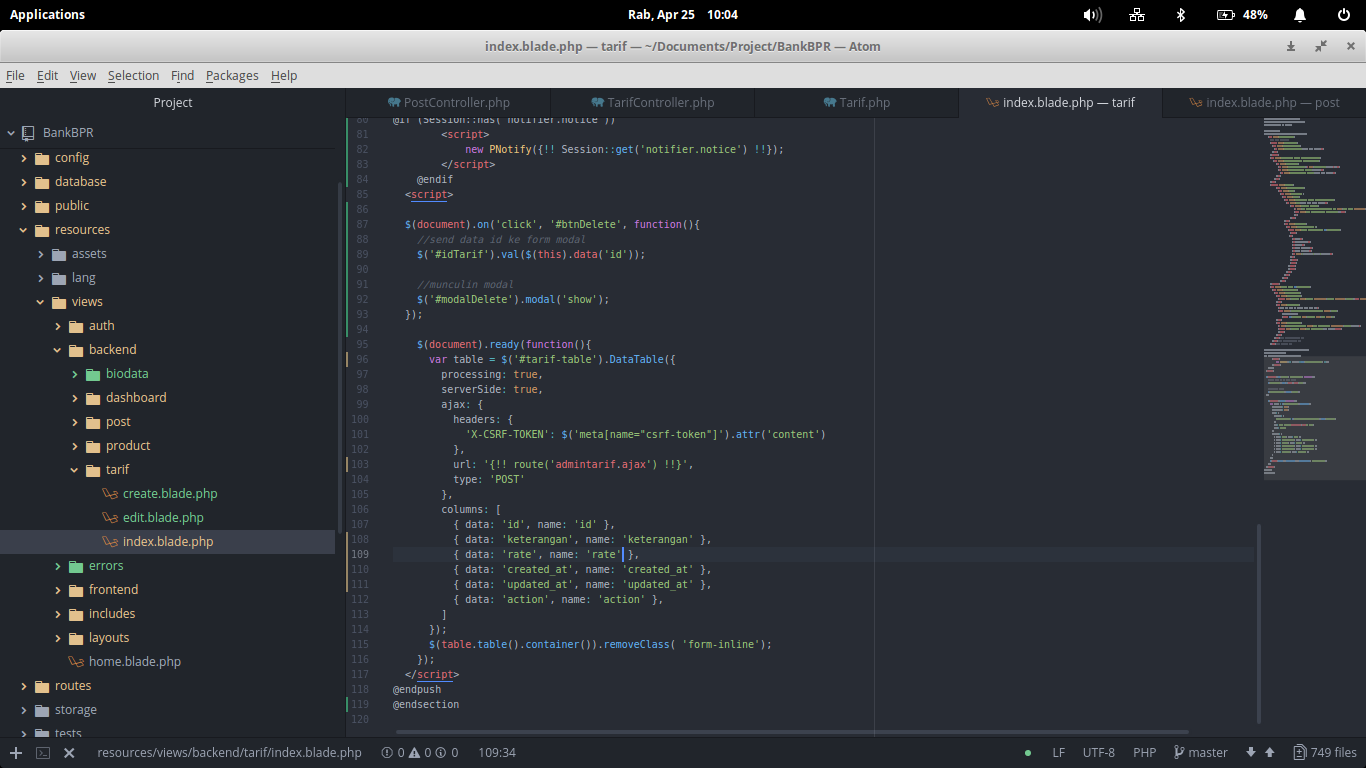 Applications
Rab, Apr 25 10:04
48%
index.blade.php — tarif — ~/Documents/Project/BankBPR — Atom
File Edit View Selection Find Packages Help
Project
PostController.php
TarifController.php
Tarif.php
index.blade.php — tarif
index.blade.php — post
BankBPR
config
database
public
resources
assets
lang
views
auth
backend
biodata
dashboard
post
product
tarif
create.blade.php
edit.blade.php
index.blade.php
errors
frontend
includes
layouts
home.blade.php
routes
storage
tests
80 @if (Session::has('notifier.notice'))
81 <script>
82 new PNotify({!! Session::get('notifier.notice') !!});
83 </script>
84 @endif
85 <script>
86
87 $(document).on('click', '#btnDelete', function(){
88 //send data id ke form modal
89 $('#idTarif').val($(this).data('id'));
90
91 //munculin modal
92 $('#modalDelete').modal('show');
93 });
94
95 $(document).ready(function(){
96 var table = $('#tarif-table').DataTable({
97 processing: true,
98 serverSide: true,
99 ajax: {
100 headers: {
101 'X-CSRF-TOKEN': $('meta[name="csrf-token"]').attr('content')
102 },
103 url: '{!! route('admintarif.ajax') !!}',
104 type: 'POST'
105 },
106 columns: [
107 { data: 'id', name: 'id' },
108 { data: 'keterangan', name: 'keterangan' },
109 { data: 'rate', name: 'rate' },
110 { data: 'created_at', name: 'created_at' },
111 { data: 'updated_at', name: 'updated_at' },
112 { data: 'action', name: 'action' },
113 ]
114 });
115 $(table.table().container()).removeClass( 'form-inline');
116 });
117 </script>
118 @endpush
119 @endsection
120
resources/views/backend/tarif/index.blade.php 0 0 0 109:34 LF UTF-8 PHP master 749 files